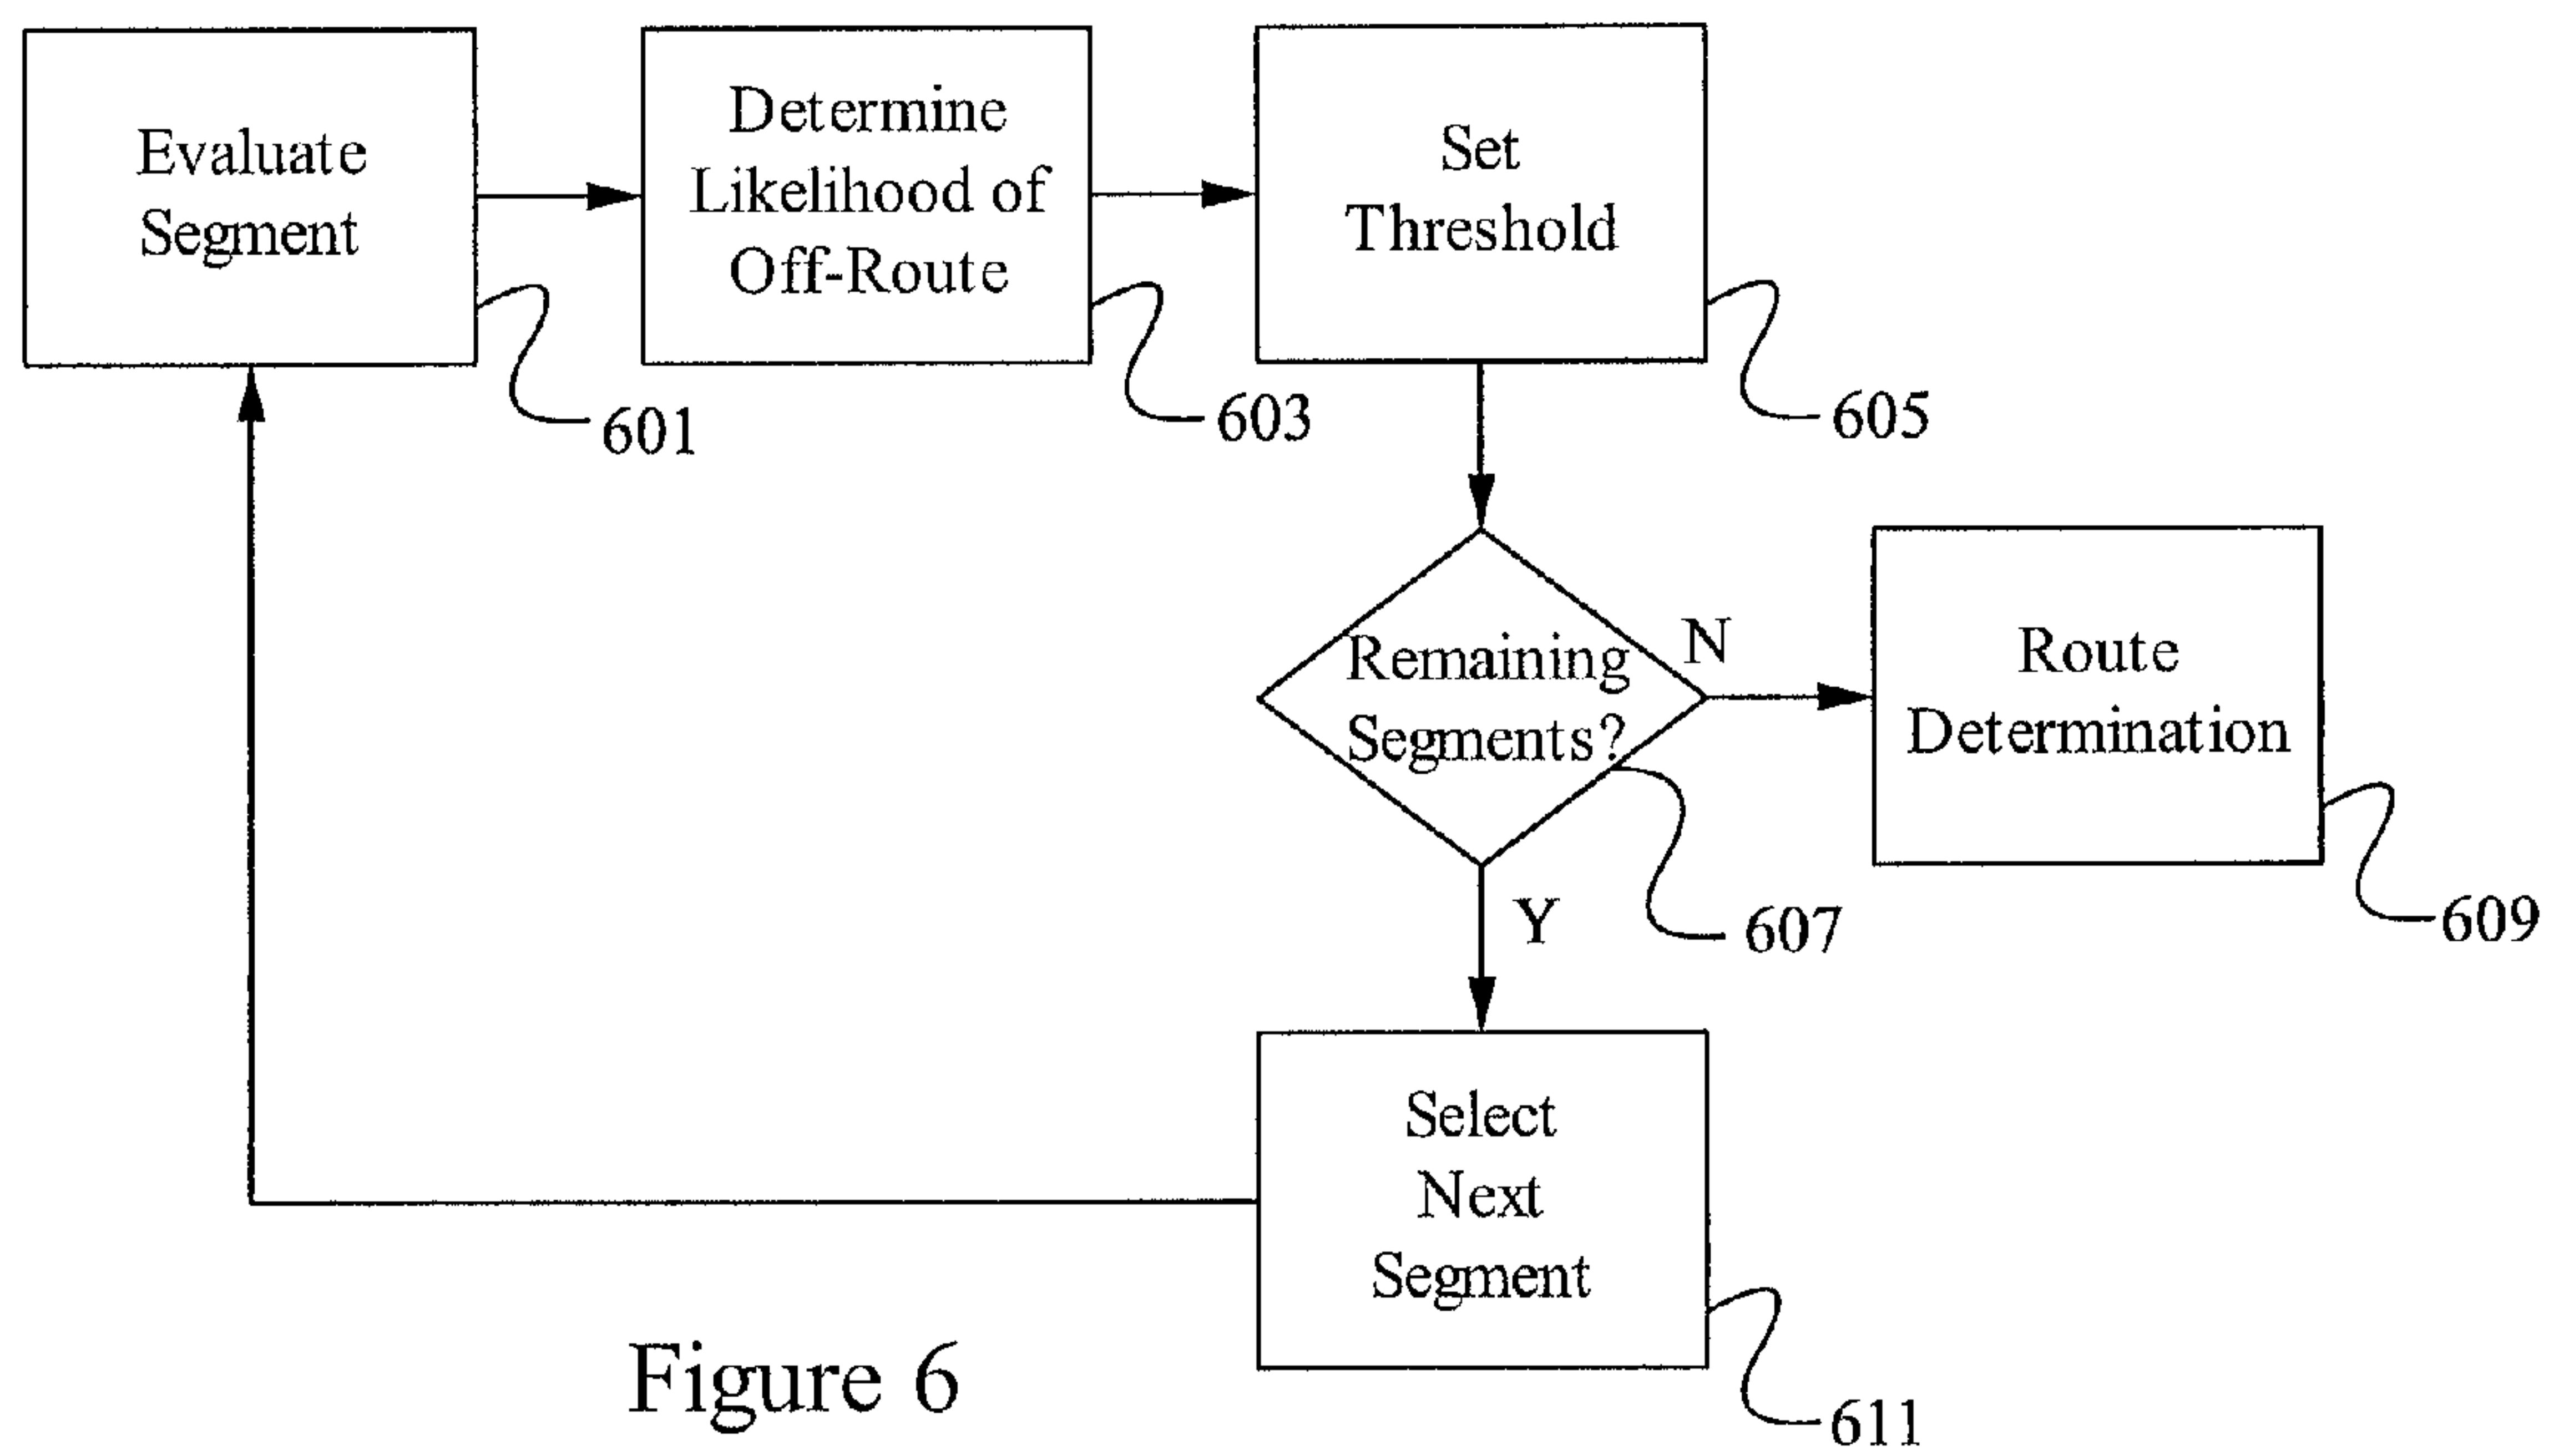 Evaluate
Segment
601
Determine
Likelihood of
Off-Route
603
Set
Threshold
605
Remaining
Segments?
607
N
Route
Determination
609
Y
Select
Next
Segment
611
Figure 6